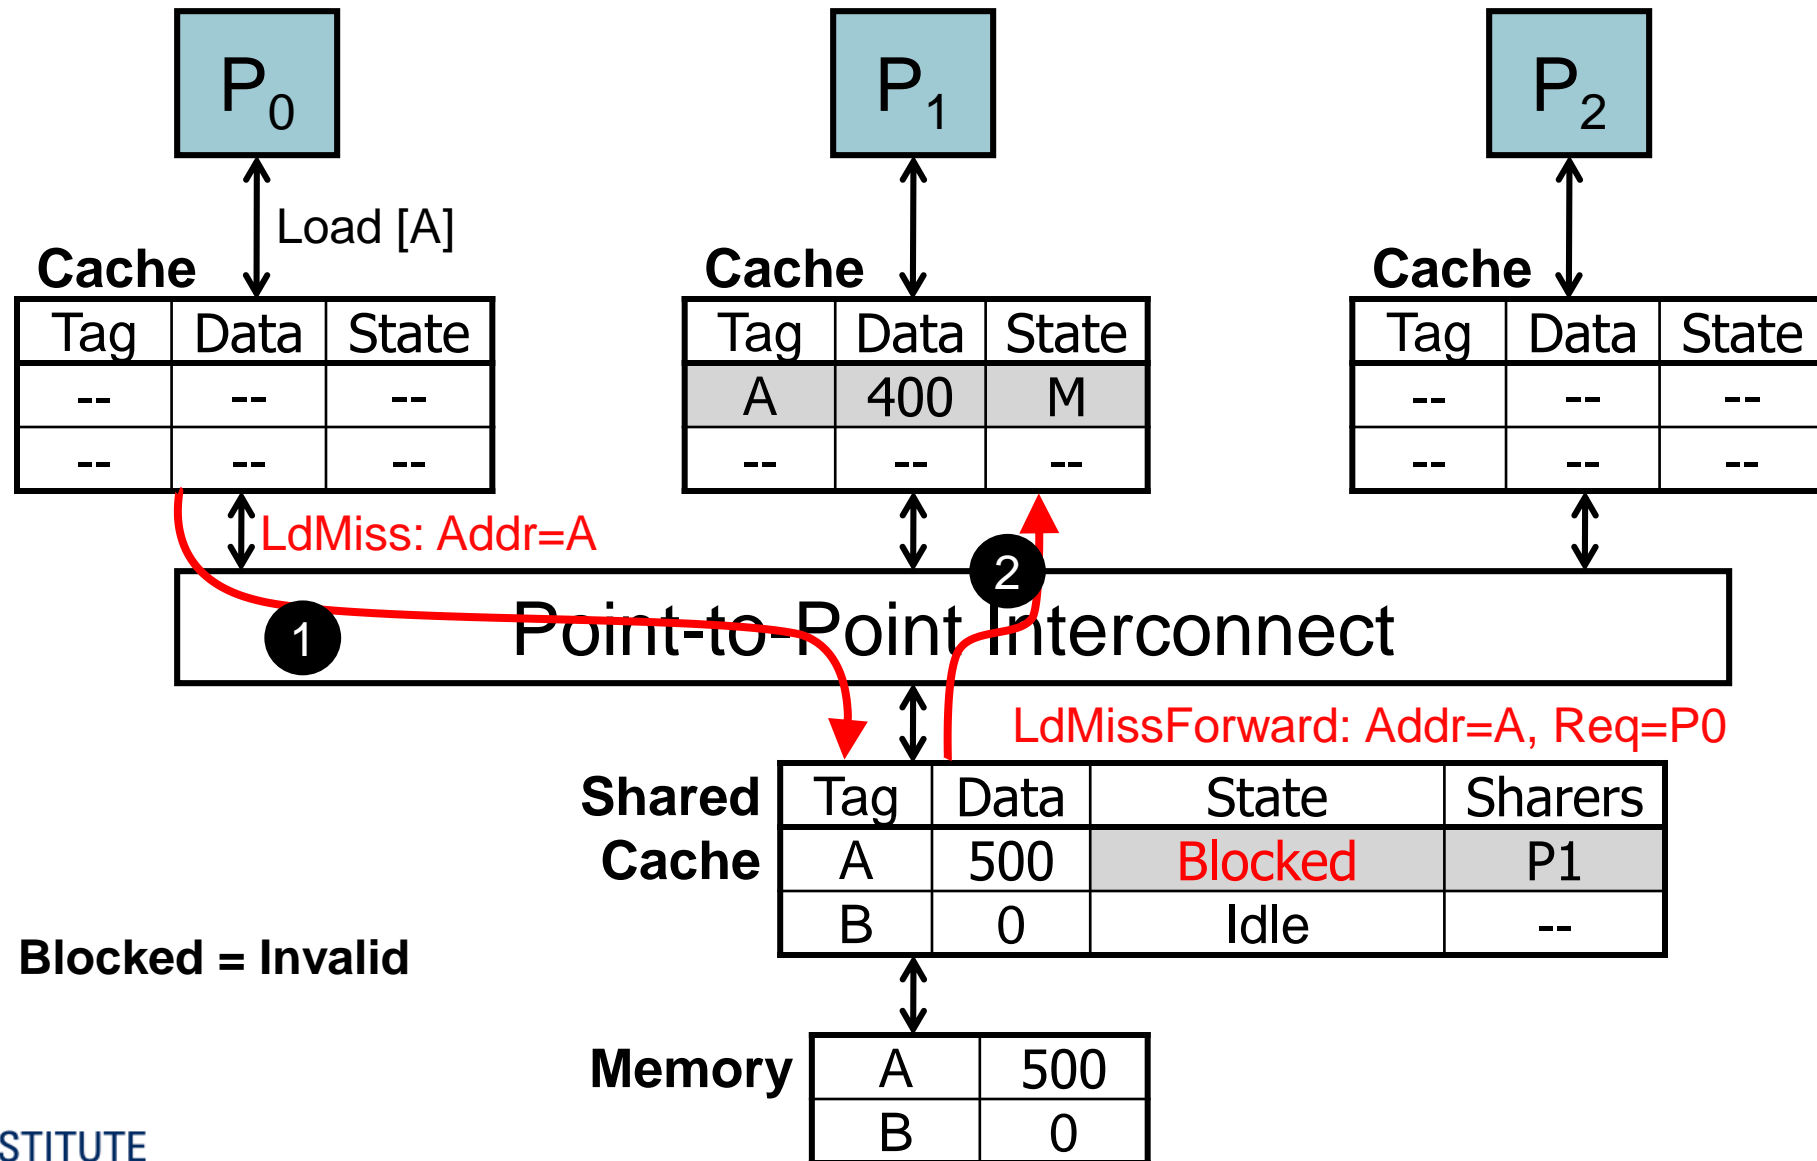 P0 P1 P2
Load [A]
Cache Cache Cache
Tag Data State Tag Data State Tag Data State
-- -- -- A 400 M -- -- --
-- -- -- -- -- -- -- -- --
LdMiss: Addr=A
2
1 Point-to-Point Interconnect
LdMissForward: Addr=A, Req=P0
Shared Tag Data State Sharers
Cache A 500 Blocked P1
B 0 Idle --
Blocked = Invalid
Memory A 500
B 0
STITUTE